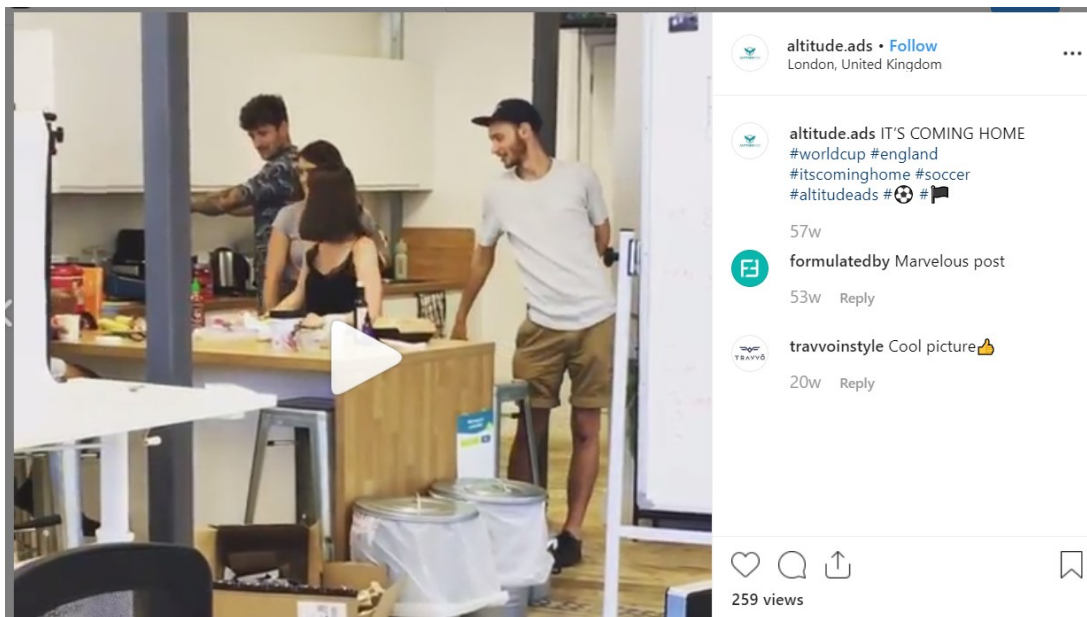 altitude.ads • Follow
London, United Kingdom
altitude.ads IT'S COMING HOME
#worldcup #england
#itscominghome #soccer
#altitudeads #⚽ #🏴
57w
formulatedby Marvelous post
53w Reply
TRAVVÕ
travvoinstyle Cool picture👍
20w Reply
259 views